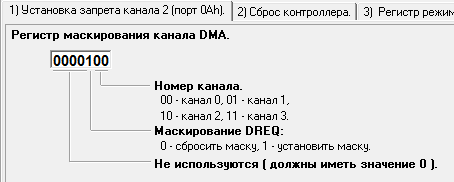 1) Установка запрета канала 2 (порт 0Ah). 2) Сброс контроллера. 3) Регистр режим
Регистр маскирования канала DMA.
0000100
Номер канала.
00 - канал 0, 01 - канал 1,
10 - канал 2, 11 - канал 3.
Маскирование DREQ:
0 - сбросить маску, 1 - установить маску.
Не используются ( должны иметь значение 0 ).